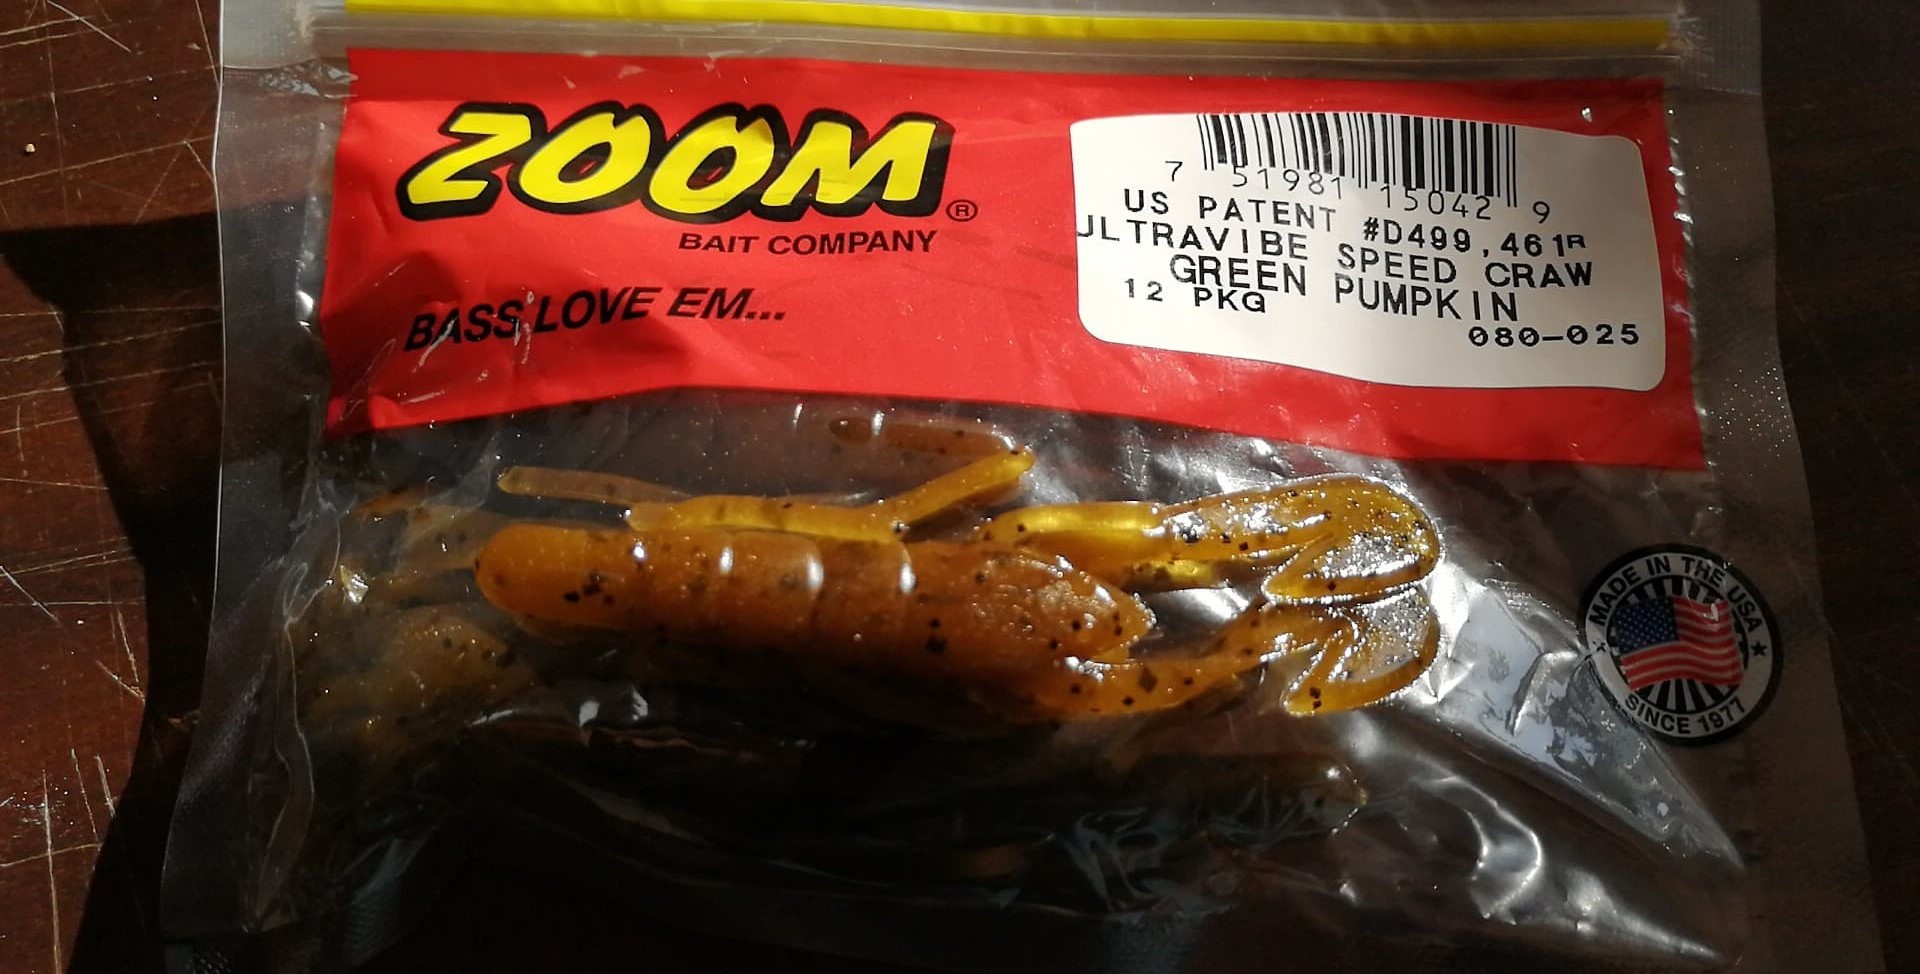 ZOOM®
BAIT COMPANY
BASS LOVE EM...
7 51981 15042 9
US PATENT #D499,461R
ULTRAVIBE SPEED CRAW
GREEN PUMPKIN
12 PKG
080-025
MADE IN THE USA
SINCE 1977